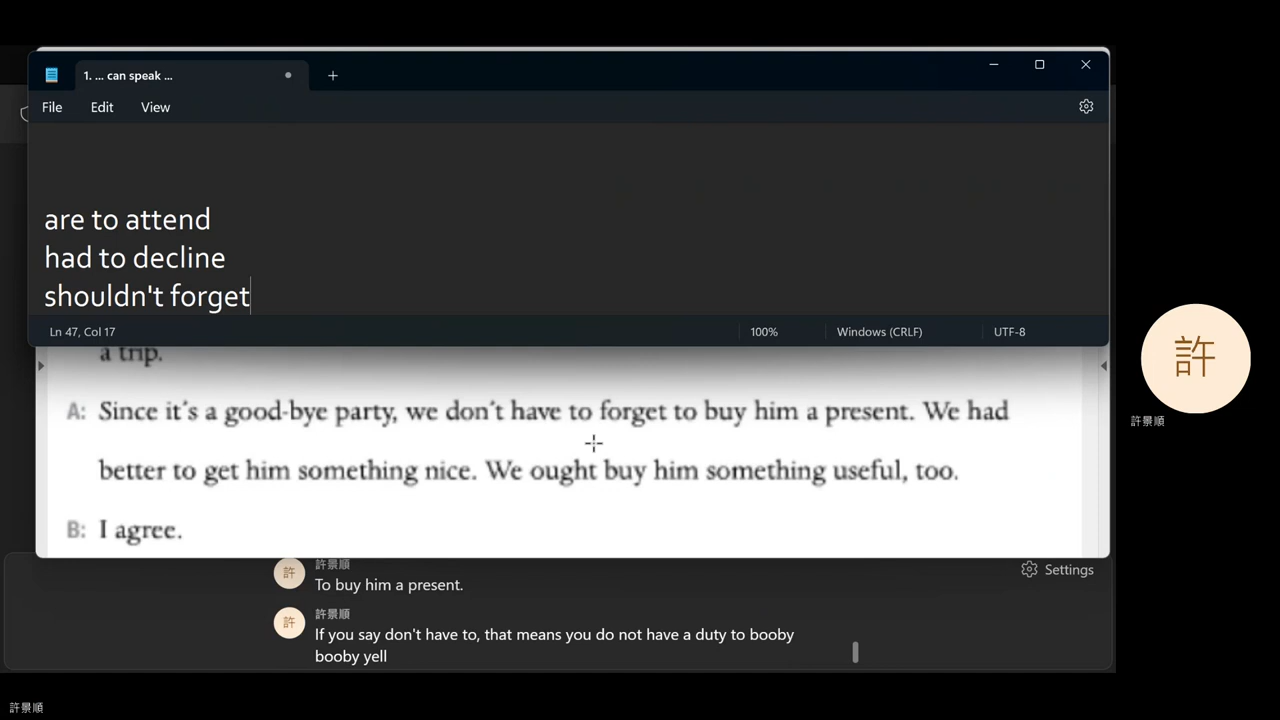 1. ... can speak ...
File Edit View
are to attend
had to decline
shouldn't forget
Ln 47, Col 17 100% Windows (CRLF) UTF-8
a trip.
A: Since it's a good-bye party, we don't have to forget to buy him a present. We had
better to get him something nice. We ought buy him something useful, too.
B: I agree.
許景順
許 To buy him a present.
Settings
許景順
許 If you say don't have to, that means you do not have a duty to booby
booby yell
許
許景順
許景順